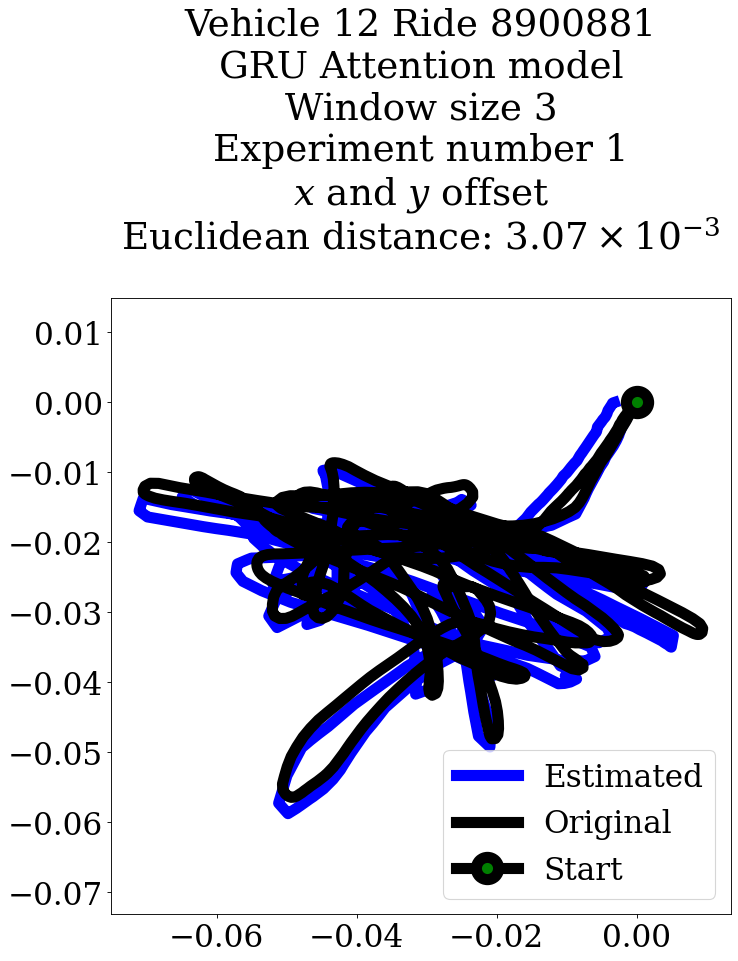 Vehicle 12 Ride 8900881
GRU Attention model
Window size 3
Experiment number 1
x and y offset
Euclidean distance: 3.07 × 10⁻³
0.01
0.00
−0.01
−0.02
−0.03
−0.04
−0.05
−0.06
−0.07
Estimated
Original
Start
−0.06 −0.04 −0.02 0.00